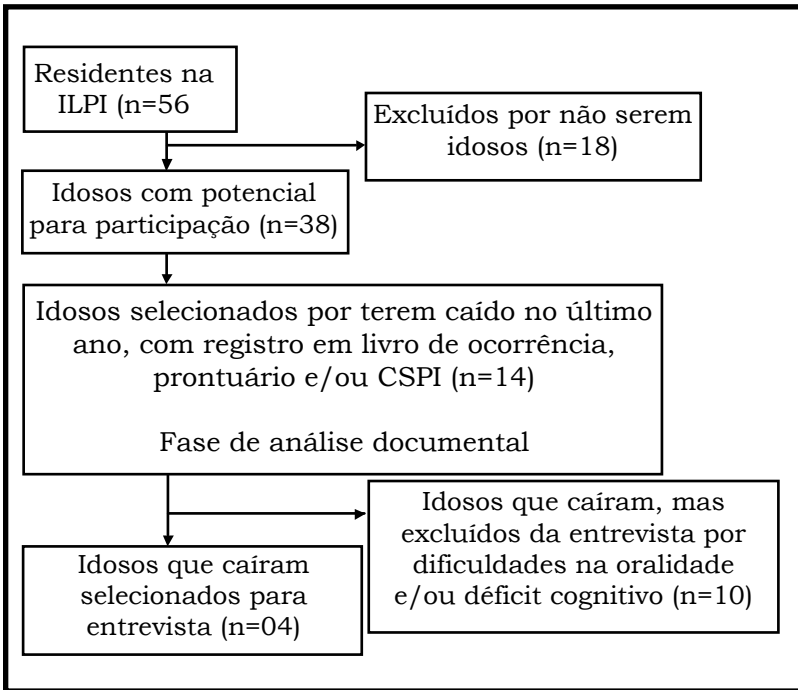 Residentes na
ILPI (n=56
Excluídos por não serem
idosos (n=18)
Idosos com potencial
para participação (n=38)
Idosos selecionados por terem caído no último
ano, com registro em livro de ocorrência,
prontuário e/ou CSPI (n=14)
Fase de análise documental
Idosos que caíram, mas
excluídos da entrevista por
dificuldades na oralidade
e/ou déficit cognitivo (n=10)
Idosos que caíram
selecionados para
entrevista (n=04)